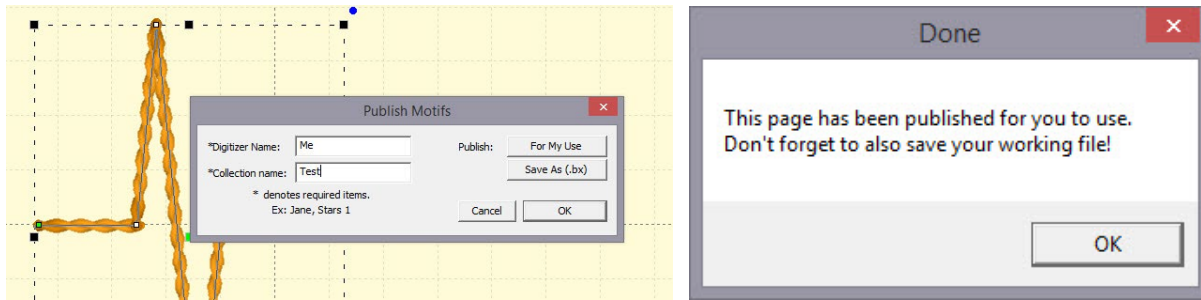 Publish Motifs
*Digitizer Name: Me Publish: For My Use
*Collection name: Test Save As (.bx)
* denotes required items.
Ex: Jane, Stars 1
Cancel OK
Done
This page has been published for you to use.
Don't forget to also save your working file!
OK